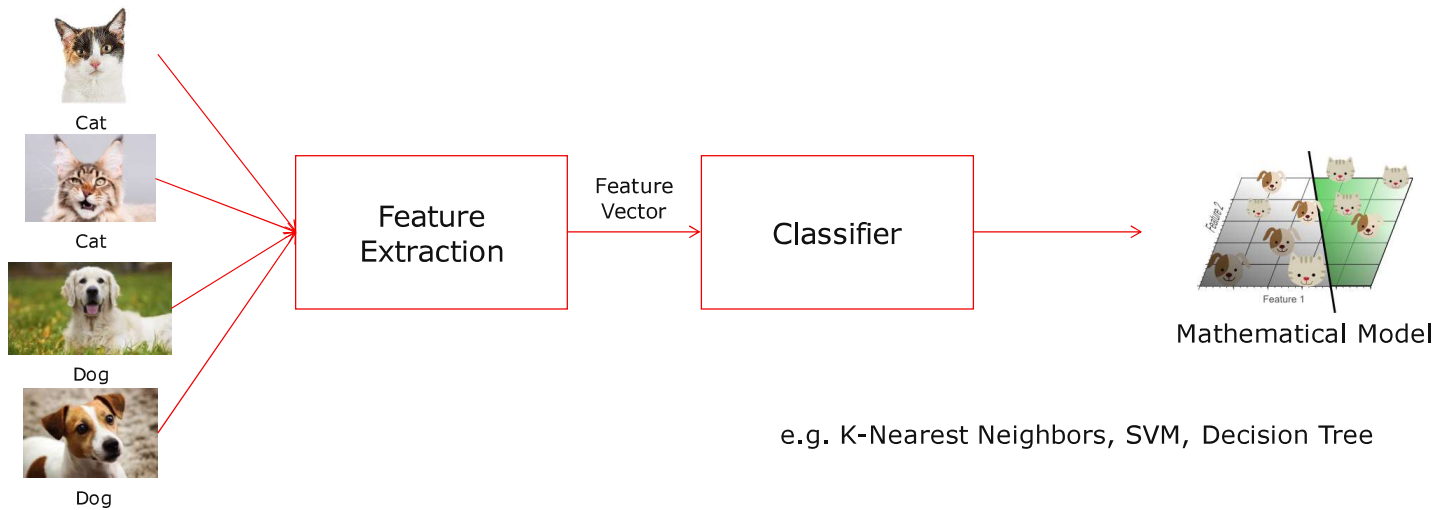 Cat
Cat
Dog
Dog
Feature
Extraction
Feature
Vector
Classifier
Feature 2
Feature 1
Mathematical Model
e.g. K-Nearest Neighbors, SVM, Decision Tree